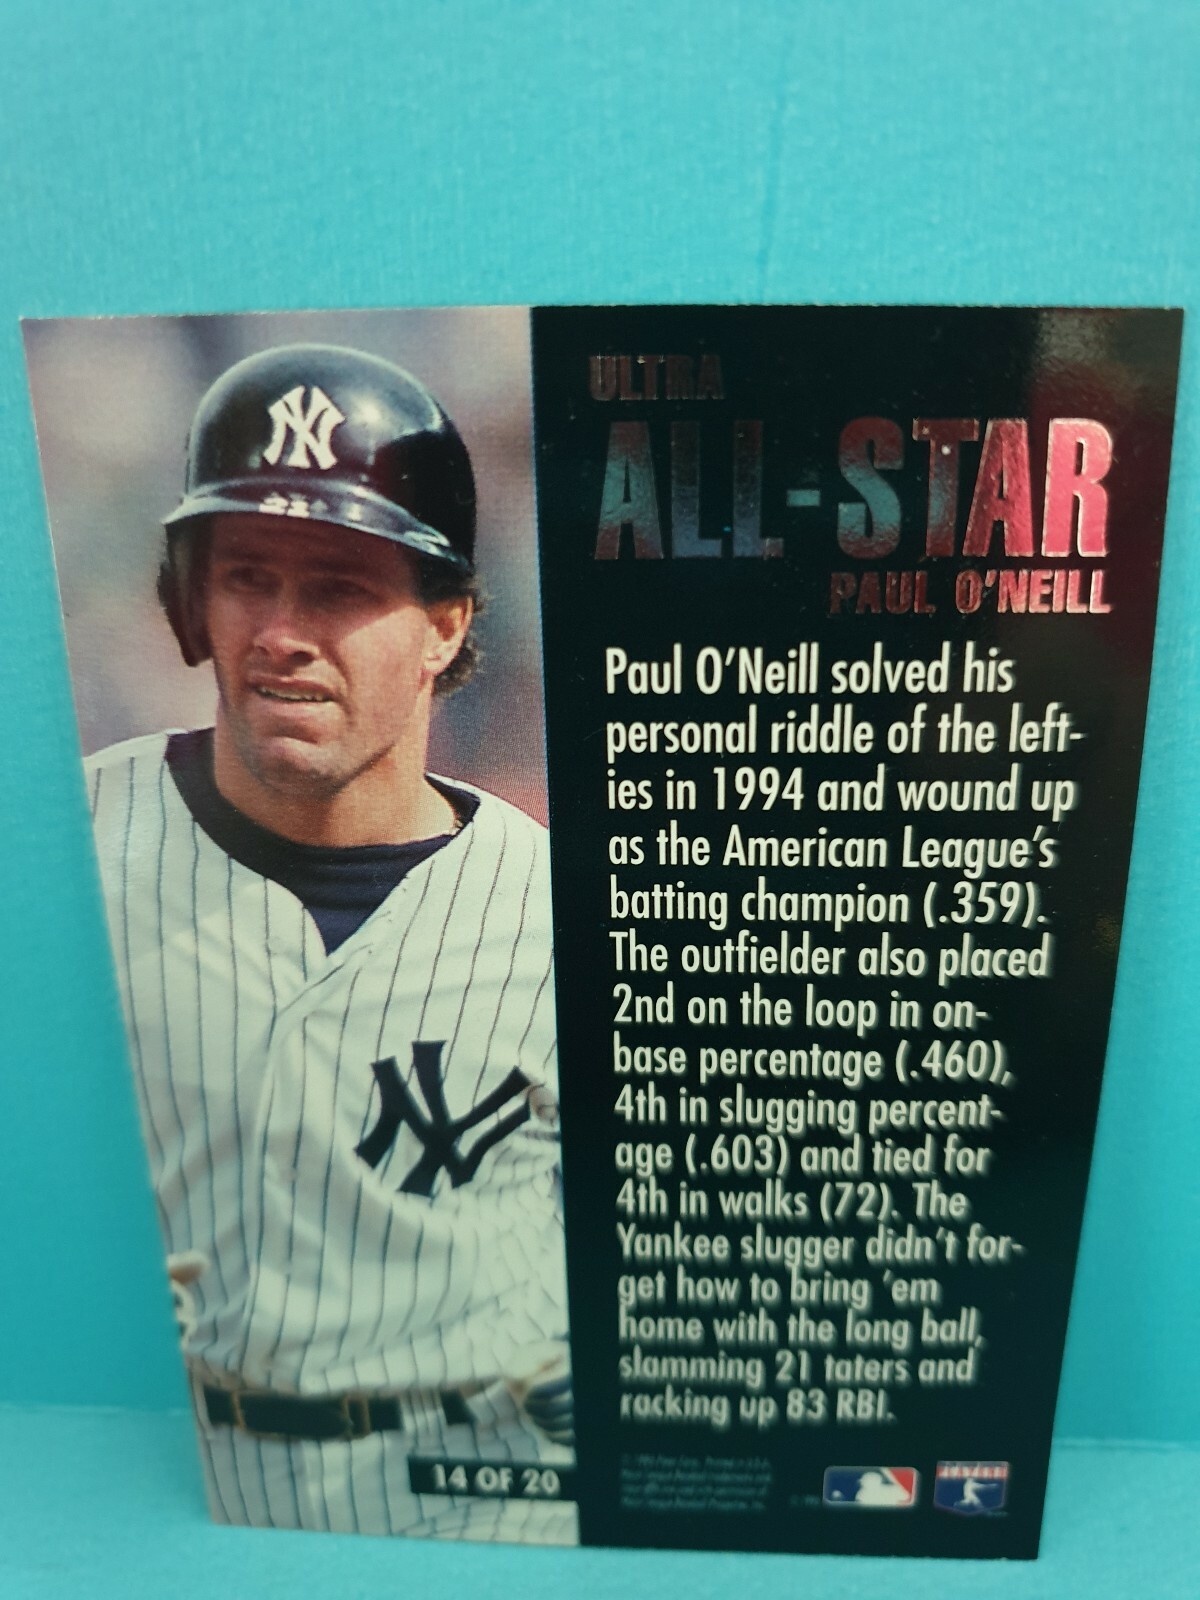 NY
21
NY
14 OF 20
ULTRA
ALL-STAR
PAUL O'NEILL
Paul O'Neill solved his
personal riddle of the left-
ies in 1994 and wound up
as the American League's
batting champion (.359).
The outfielder also placed
2nd on the loop in on-
base percentage (.460),
4th in slugging percent-
age (.603) and tied for
4th in walks (72). The
Yankee slugger didn't for-
get how to bring 'em
home with the long ball,
slamming 21 taters and
racking up 83 RBI.
PLAYERS